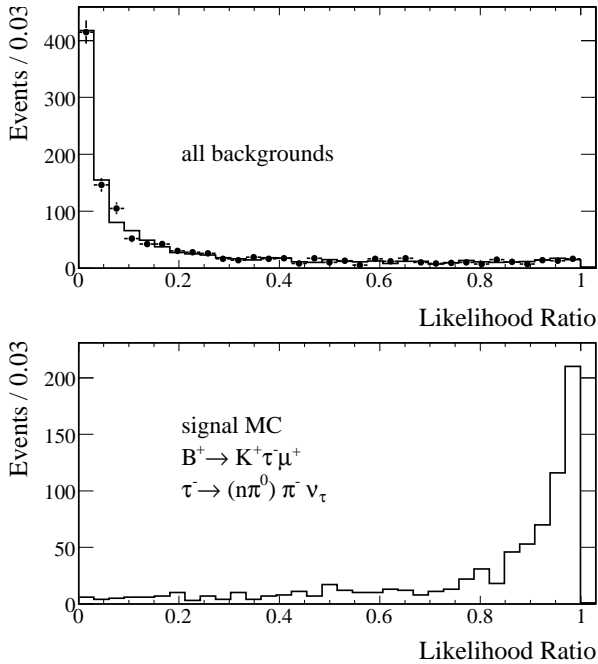 Events / 0.03
400
300
200
100
0
all backgrounds
0 0.2 0.4 0.6 0.8 1
Likelihood Ratio
Events / 0.03
200
150
100
50
0
signal MC
B⁺→ K⁺τ⁻μ⁺
τ⁻→ (nπ⁰) π⁻ ν_τ
0 0.2 0.4 0.6 0.8 1
Likelihood Ratio